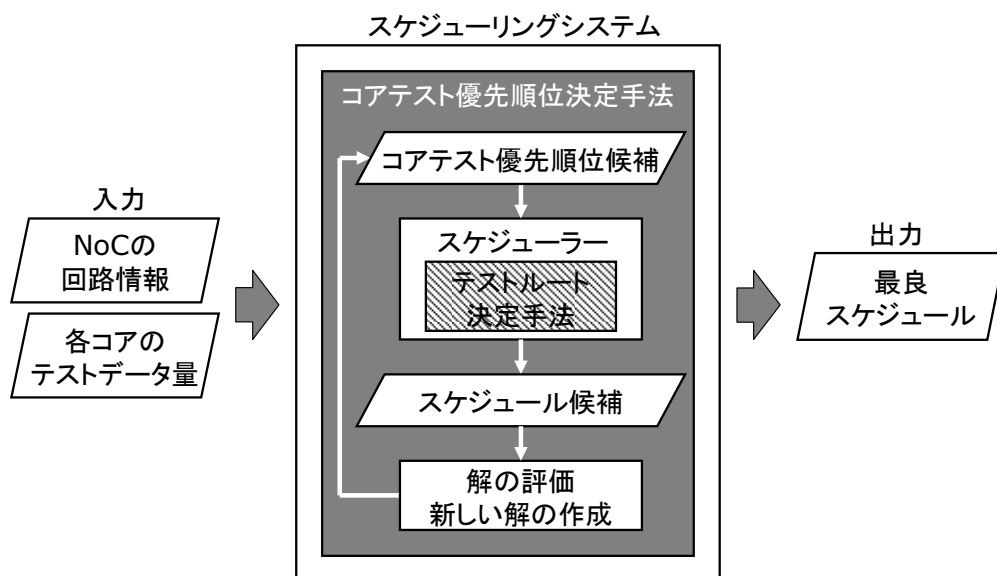 スケジューリングシステム
コアテスト優先順位決定手法
コアテスト優先順位候補
入力
NoCの
回路情報
各コアの
テストデータ量
スケジューラー
テストルート
決定手法
スケジュール候補
解の評価
新しい解の作成
出力
最良
スケジュール